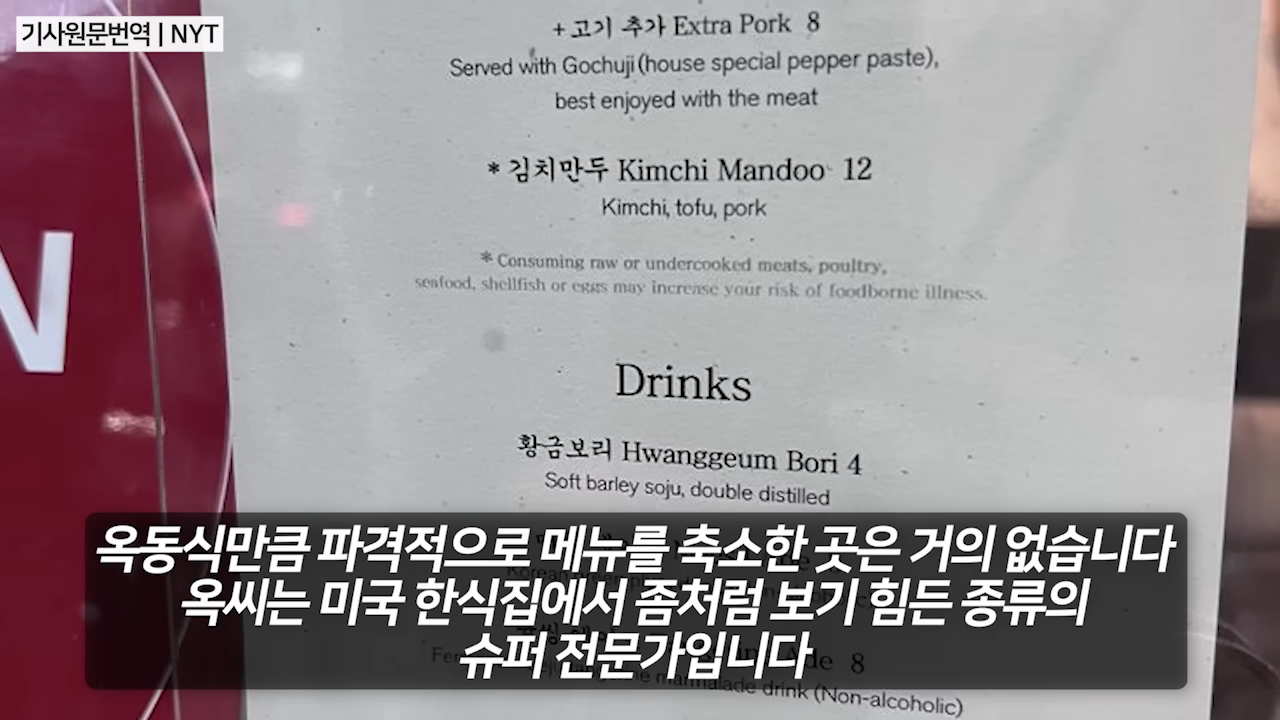 기사원문번역 | NYT
+ 고기 추가 Extra Pork 8
Served with Gochuji (house special pepper paste),
best enjoyed with the meat
* 김치만두 Kimchi Mandoo 12
Kimchi, tofu, pork
* Consuming raw or undercooked meats, poultry,
seafood, shellfish or eggs may increase your risk of foodborne illness.
N
Drinks
황금보리 Hwanggeum Bori 4
Soft barley soju, double distilled
옥동식만큼 파격적으로 메뉴를 축소한 곳은 거의 없습니다
옥씨는 미국 한식집에서 좀처럼 보기 힘든 종류의
슈퍼 전문가입니다
8
marmalade drink (Non-alcoholic)